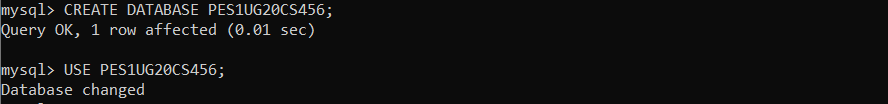 mysql> CREATE DATABASE PES1UG20CS456;
Query OK, 1 row affected (0.01 sec)
mysql> USE PES1UG20CS456;
Database changed